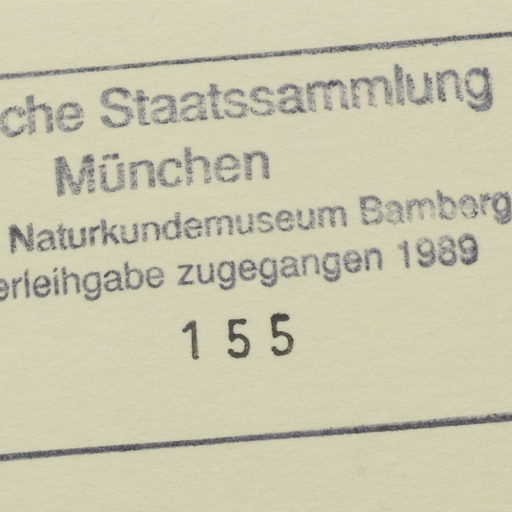 che Staatssammlung
München
Naturkundemuseum Bamberg
erleihgabe zugegangen 1989
155